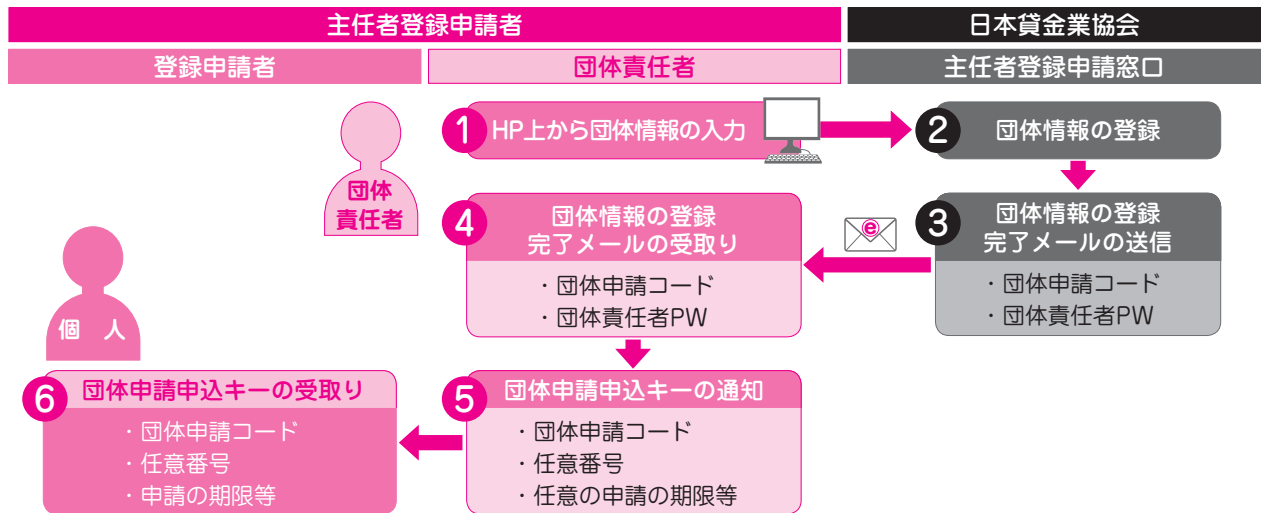 主任者登録申請者
日本貸金業協会
登録申請者
団体責任者
主任者登録申請窓口
団体
責任者
1 HP上から団体情報の入力
2 団体情報の登録
3 団体情報の登録
完了メールの送信
・団体申請コード
・団体責任者PW
e
4 団体情報の登録
完了メールの受取り
・団体申請コード
・団体責任者PW
個 人
5 団体申請申込キーの通知
・団体申請コード
・任意番号
・任意の申請の期限等
6 団体申請申込キーの受取り
・団体申請コード
・任意番号
・申請の期限等